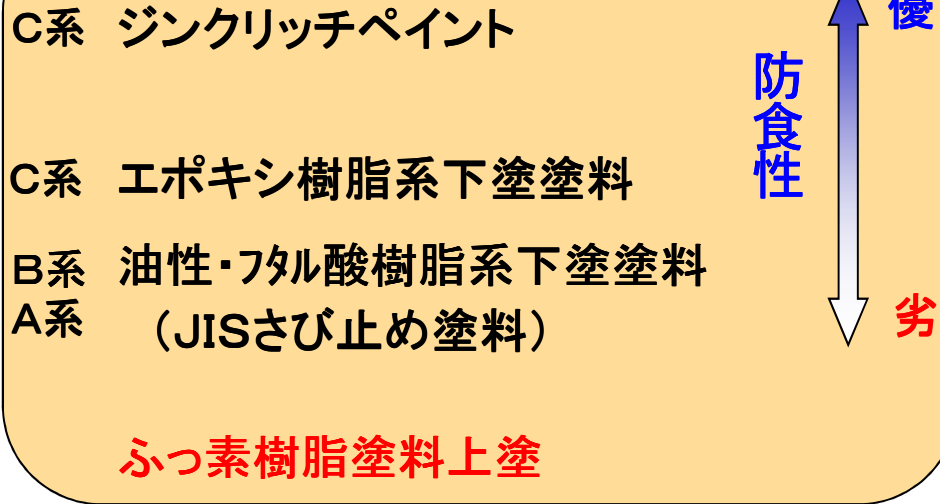 C系 ジンクリッチペイント
優
防食性
C系 エポキシ樹脂系下塗塗料
B系 油性・フタル酸樹脂系下塗塗料
A系 （JISさび止め塗料）
劣
ふっ素樹脂塗料上塗